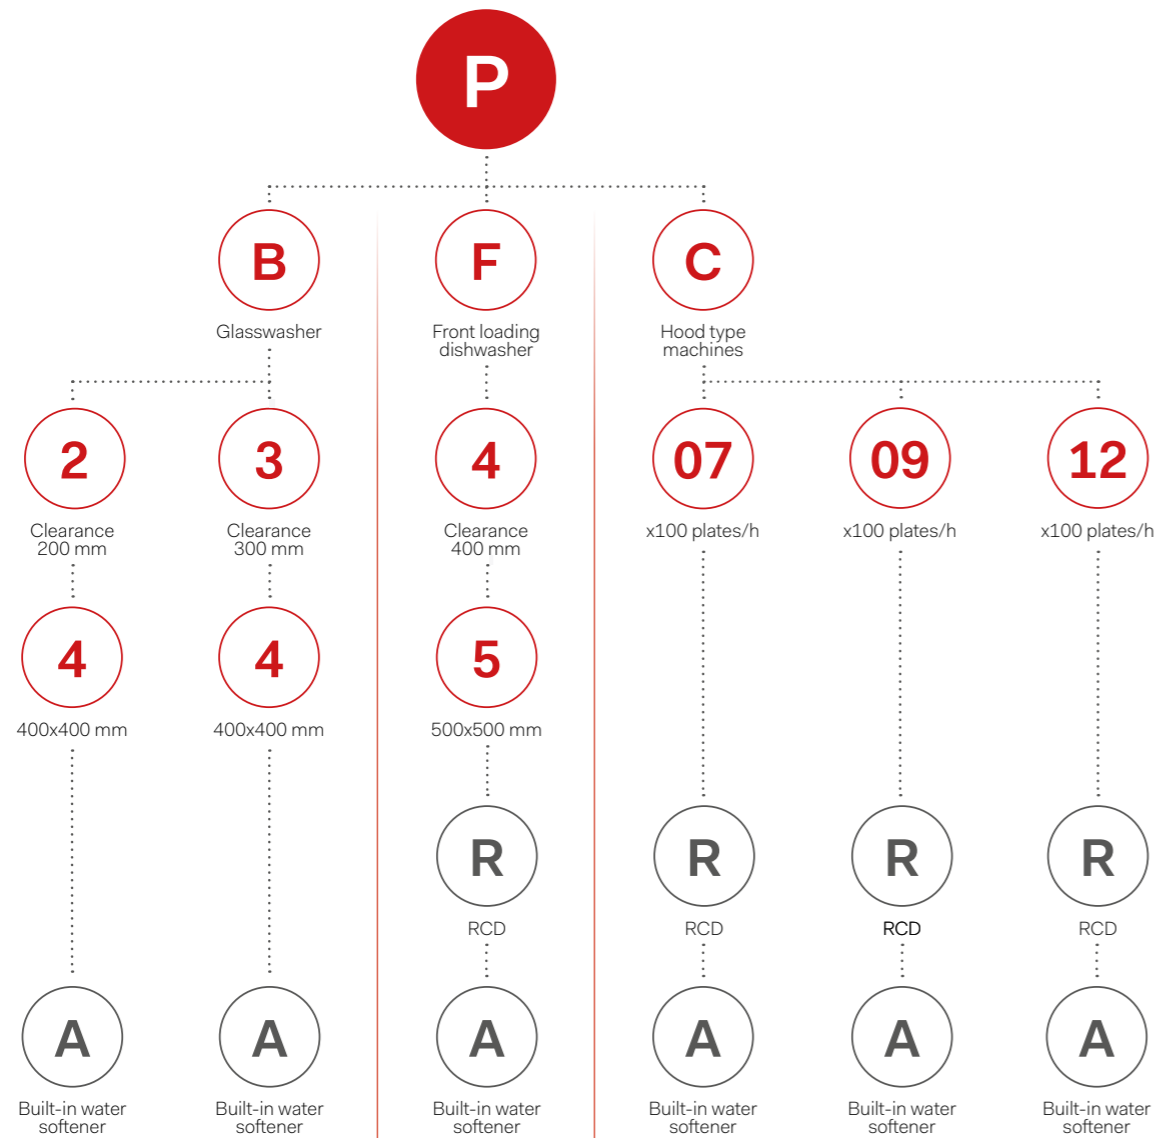 P
B
F
C
Glasswasher
Front loading
dishwasher
Hood type
machines
2
3
4
07
09
12
Clearance
200 mm
Clearance
300 mm
Clearance
400 mm
x100 plates/h
x100 plates/h
x100 plates/h
4
4
5
400x400 mm
400x400 mm
500x500 mm
R
R
R
R
RCD
RCD
RCD
RCD
A
A
A
A
A
A
Built-in water
softener
Built-in water
softener
Built-in water
softener
Built-in water
softener
Built-in water
softener
Built-in water
softener